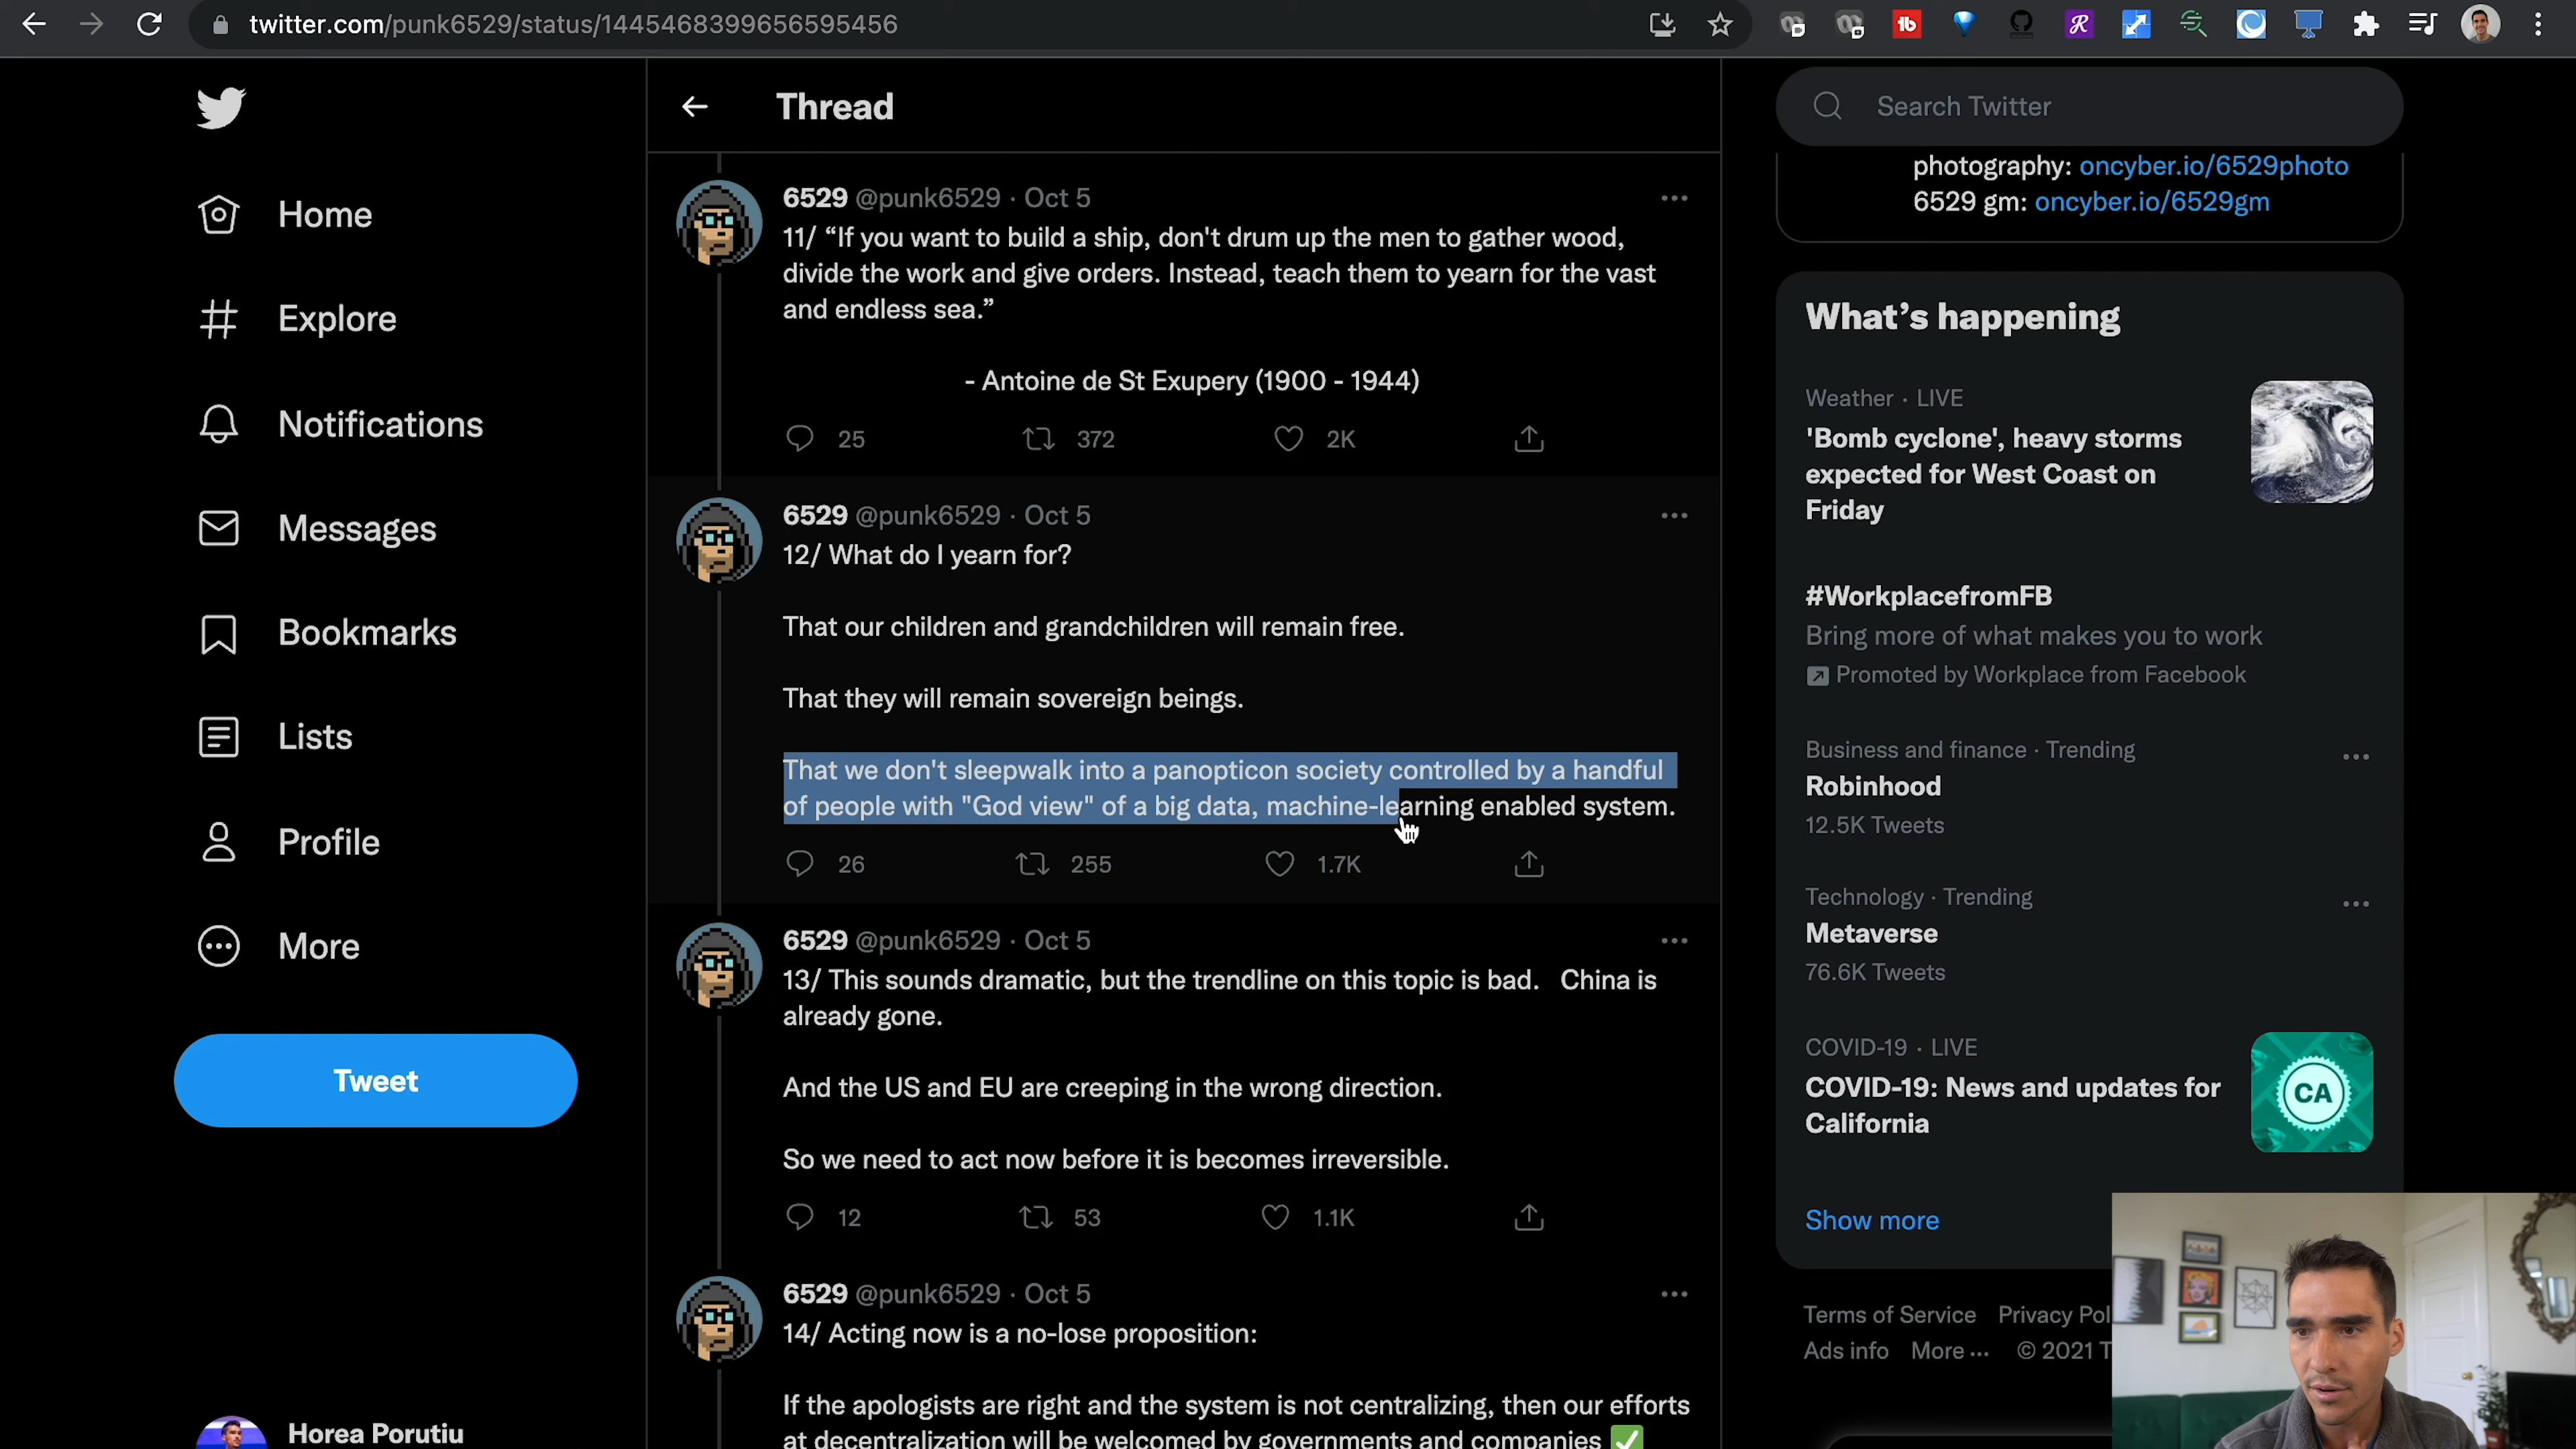 twitter.com/punk6529/status/1445468399656595456
Thread
Search Twitter
Home
Explore
Notifications
Messages
Bookmarks
Lists
Profile
More
Tweet
Horea Porutiu
6529 @punk6529 · Oct 5
11/ “If you want to build a ship, don't drum up the men to gather wood,
divide the work and give orders. Instead, teach them to yearn for the vast
and endless sea.”
- Antoine de St Exupery (1900 - 1944)
25 372 2K
6529 @punk6529 · Oct 5
12/ What do I yearn for?
That our children and grandchildren will remain free.
That they will remain sovereign beings.
That we don't sleepwalk into a panopticon society controlled by a handful
of people with "God view" of a big data, machine-learning enabled system.
26 255 1.7K
6529 @punk6529 · Oct 5
13/ This sounds dramatic, but the trendline on this topic is bad. China is
already gone.
And the US and EU are creeping in the wrong direction.
So we need to act now before it is becomes irreversible.
12 53 1.1K
6529 @punk6529 · Oct 5
14/ Acting now is a no-lose proposition:
If the apologists are right and the system is not centralizing, then our efforts
at decentralization will be welcomed by governments and companies ✅
photography: oncyber.io/6529photo
6529 gm: oncyber.io/6529gm
What’s happening
Weather · LIVE
'Bomb cyclone', heavy storms
expected for West Coast on
Friday
#WorkplacefromFB
Bring more of what makes you to work
Promoted by Workplace from Facebook
Business and finance · Trending
Robinhood
12.5K Tweets
Technology · Trending
Metaverse
76.6K Tweets
COVID-19 · LIVE
COVID-19: News and updates for
California
CA
Show more
Terms of Service Privacy Pol
Ads info More ··· © 2021 T